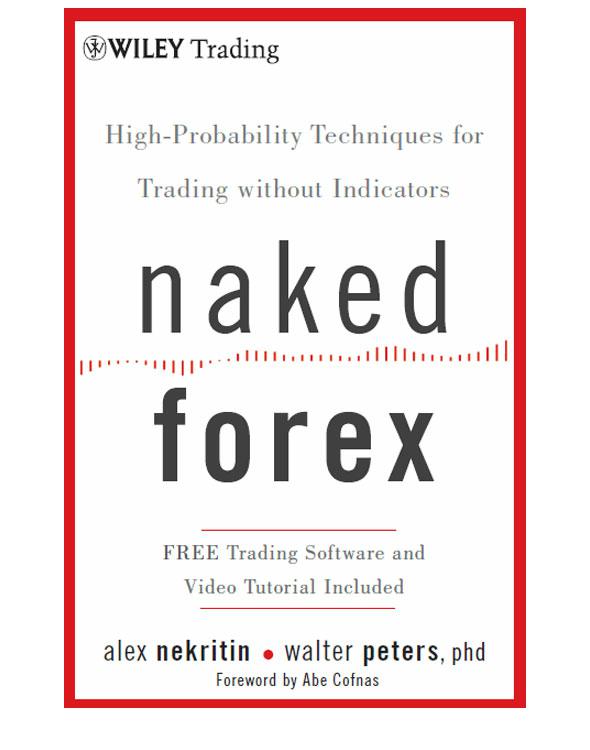 WILEY Trading
High-Probability Techniques for
Trading without Indicators
naked
forex
FREE Trading Software and
Video Tutorial Included
alex nekritin • walter peters, phd
Foreword by Abe Cofnas